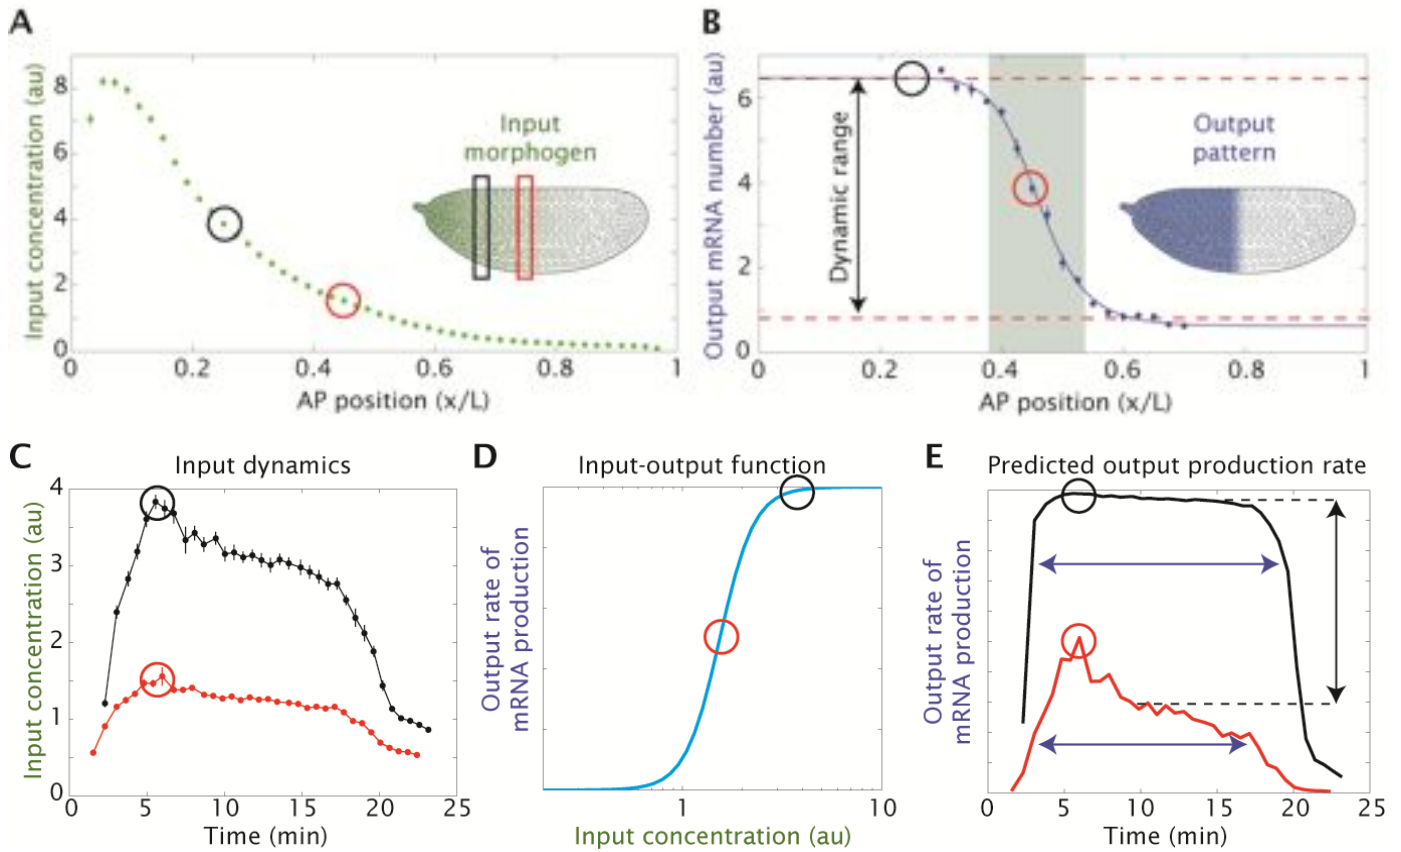 A
Input concentration (au)
8
6
4
2
0
0
0.2
0.4
0.6
0.8
1
AP position (x/L)
Input
morphogen
B
Output mRNA number (au)
6
4
2
0
0
0.2
0.4
0.6
0.8
1
AP position (x/L)
Dynamic range
Output
pattern
C
Input dynamics
Input concentration (au)
4
3
2
1
0
0
5
10
15
20
25
Time (min)
D
Input-output function
Output rate of
mRNA production
1
10
Input concentration (au)
E
Predicted output production rate
Output rate of
mRNA production
0
5
10
15
20
25
Time (min)